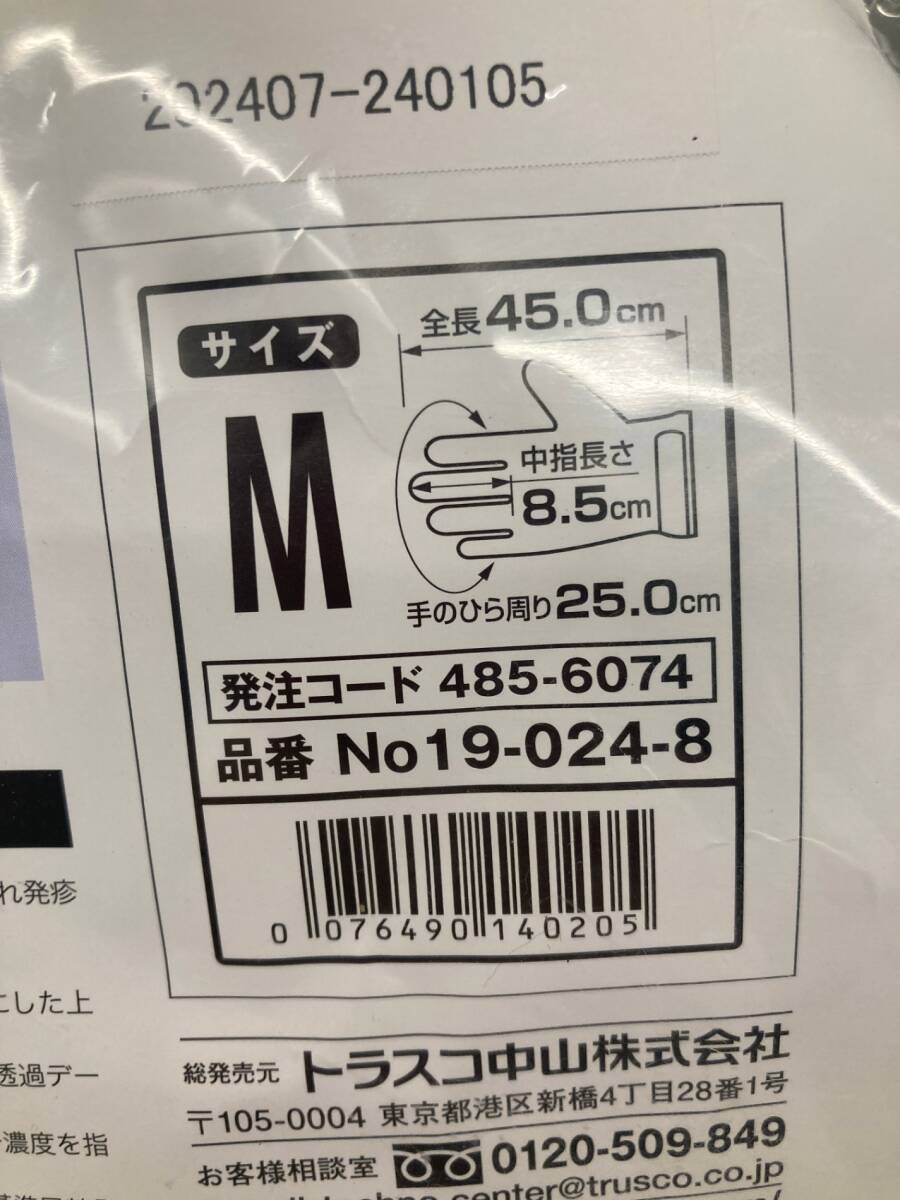 202407-240105
サイズ
M
全長45.0cm
中指長さ
8.5cm
手のひら周り25.0cm
発注コード 485-6074
品番 No19-024-8
0 076490 140205
れ発疹
にした上
透過デー
濃度を指
総発売元 トラスコ中山株式会社
〒105-0004 東京都港区新橋4丁目28番1号
お客様相談室 0120-509-849
center@trusco.co.jp